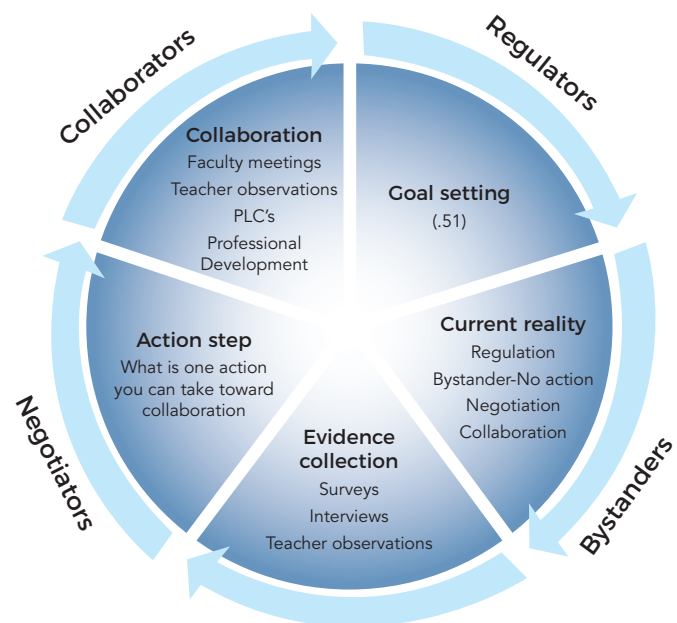 Collaborators
Regulators
Collaboration
Faculty meetings
Teacher observations
PLC's
Professional
Development
Goal setting
(.51)
Current reality
Regulation
Bystander-No action
Negotiation
Collaboration
Action step
What is one action
you can take toward
collaboration
Evidence
collection
Surveys
Interviews
Teacher observations
Negotiators
Bystanders